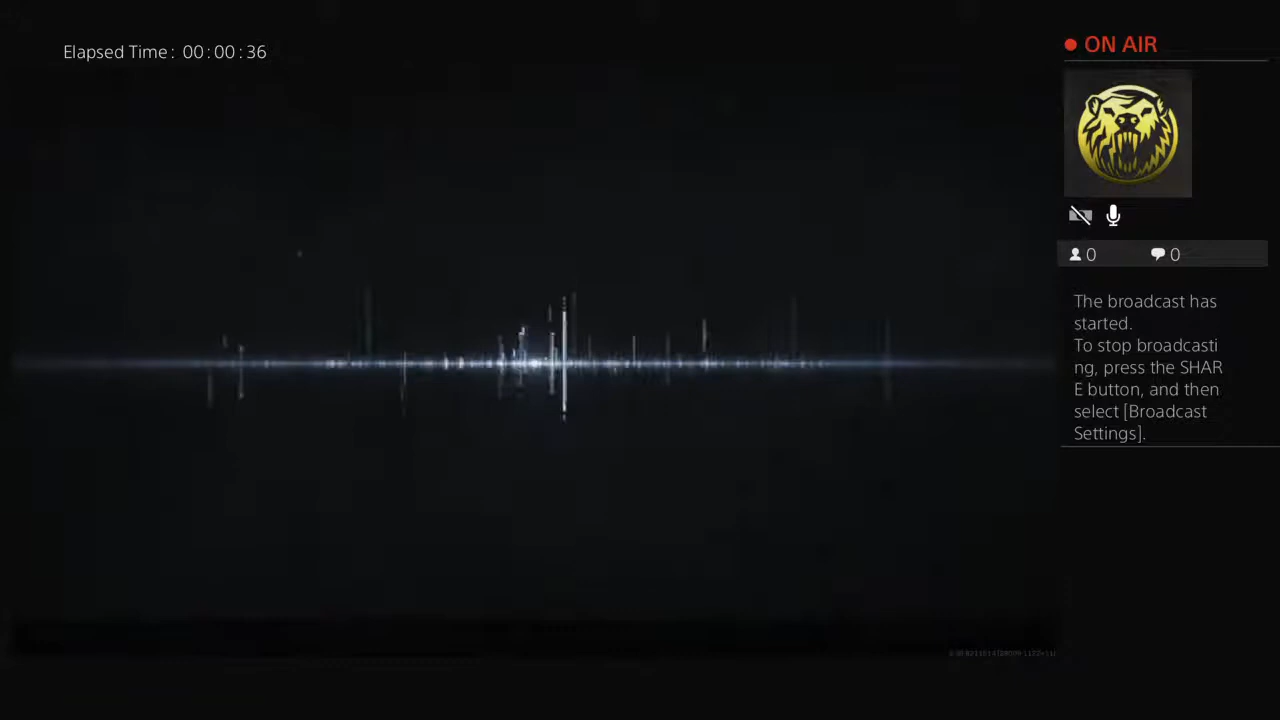 Elapsed Time: 00:00:36
ON AIR
0
0
The broadcast has
started.
To stop broadcasti
ng, press the SHAR
E button, and then
select [Broadcast
Settings].